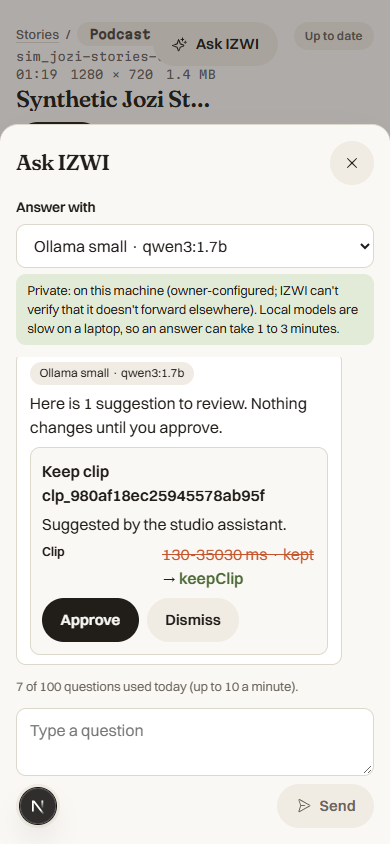 Stories / Podcast
Ask IZWI
Up to date
sim_jozi-stories-
01:19 1280 × 720 1.4 MB
Synthetic Jozi St...
Ask IZWI
Answer with
Ollama small · qwen3:1.7b
Private: on this machine (owner-configured; IZWI can't
verify that it doesn't forward elsewhere). Local models are
slow on a laptop, so an answer can take 1 to 3 minutes.
Ollama small · qwen3:1.7b
Here is 1 suggestion to review. Nothing
changes until you approve.
Keep clip
clp_980af18ec25945578ab95f
Suggested by the studio assistant.
Clip
130-35030 ms · kept
→ keepClip
Approve
Dismiss
7 of 100 questions used today (up to 10 a minute).
Type a question
N
Send